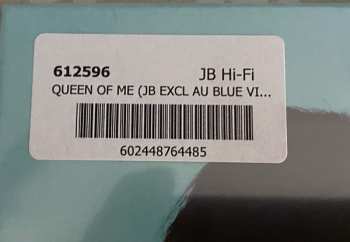 612596 JB Hi-Fi
QUEEN OF ME (JB EXCL AU BLUE VI...
602448764485